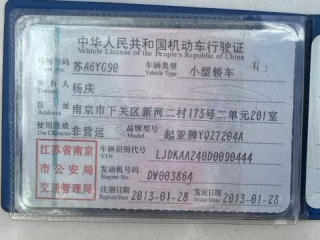 中华人民共和国机动车行驶证
Vehicle License of the People's Republic of China
号牌号码 苏A6YG90 车辆类型 小型轿车
Plate No. Vehicle Type
所有人 杨庆
Owner
住址 南京市下关区新河二村175号二单元201室
Address
使用性质 非营运 品牌型号 起亚牌YQZ7204A
Use Character Model
江苏省南京
市公安局
交通管理局
车辆识别代号 LJDKAA240D0090444
VIN
发动机号码 DW003864
Engine No.
注册日期 2013-01-28 发证日期 2013-01-28
Register Date Issue Date